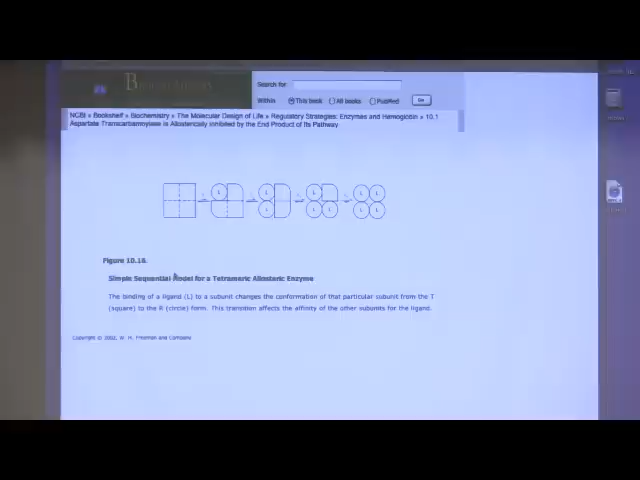 Search for
Within This book All books PubMed Go
NCBI » Bookshelf » Biochemistry » The Molecular Design of Life » Regulatory Strategies: Enzymes and Hemoglobin » 10.1
Aspartate Transcarbamoylase is Allosterically Inhibited by the End Product of Its Pathway
L L L L L L L L L L
Figure 10.16.
Simple Sequential Model for a Tetrameric Allosteric Enzyme
The binding of a ligand (L) to a subunit changes the conformation of that particular subunit from the T
(square) to the R (circle) form. This transition affects the affinity of the other subunits for the ligand.
Copyright © 2002, W. H. Freeman and Company